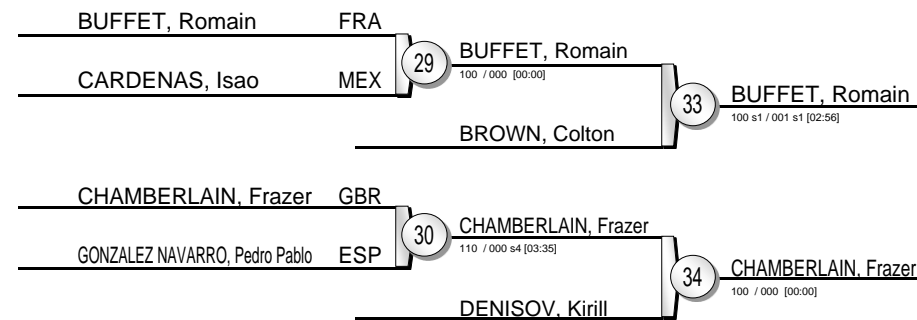 BUFFET, Romain FRA
CARDENAS, Isao MEX
29
BUFFET, Romain
100 / 000 [00:00]
BROWN, Colton
33
BUFFET, Romain
100 s1 / 001 s1 [02:56]
CHAMBERLAIN, Frazer GBR
GONZALEZ NAVARRO, Pedro Pablo ESP
30
CHAMBERLAIN, Frazer
110 / 000 s4 [03:35]
DENISOV, Kirill
34
CHAMBERLAIN, Frazer
100 / 000 [00:00]